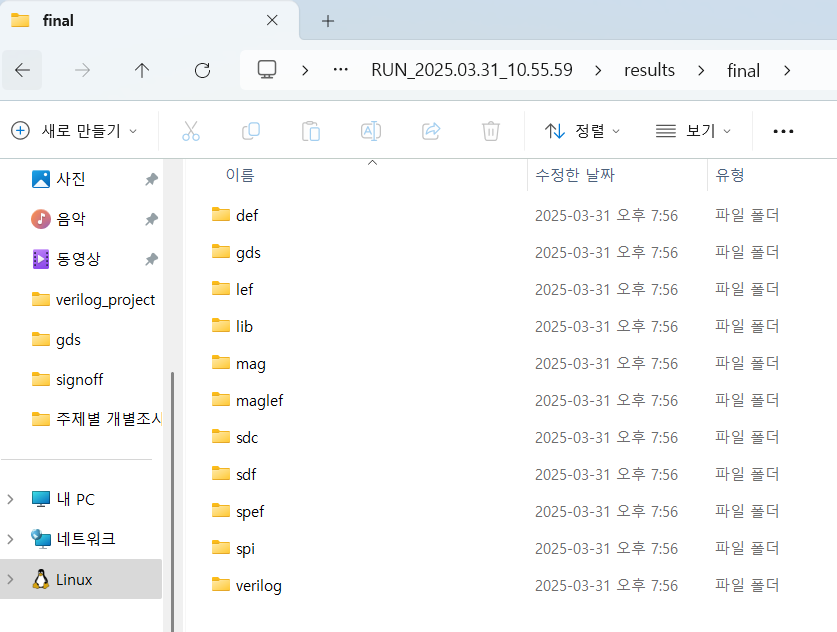 final
RUN_2025.03.31_10.55.59 results final
새로 만들기 정렬 보기
이름 수정한 날짜 유형
사진
음악
동영상
verilog_project
gds
signoff
주제별 개별조사
내 PC
네트워크
Linux
def 2025-03-31 오후 7:56 파일 폴더
gds 2025-03-31 오후 7:56 파일 폴더
lef 2025-03-31 오후 7:56 파일 폴더
lib 2025-03-31 오후 7:56 파일 폴더
mag 2025-03-31 오후 7:56 파일 폴더
maglef 2025-03-31 오후 7:56 파일 폴더
sdc 2025-03-31 오후 7:56 파일 폴더
sdf 2025-03-31 오후 7:56 파일 폴더
spef 2025-03-31 오후 7:56 파일 폴더
spi 2025-03-31 오후 7:56 파일 폴더
verilog 2025-03-31 오후 7:56 파일 폴더